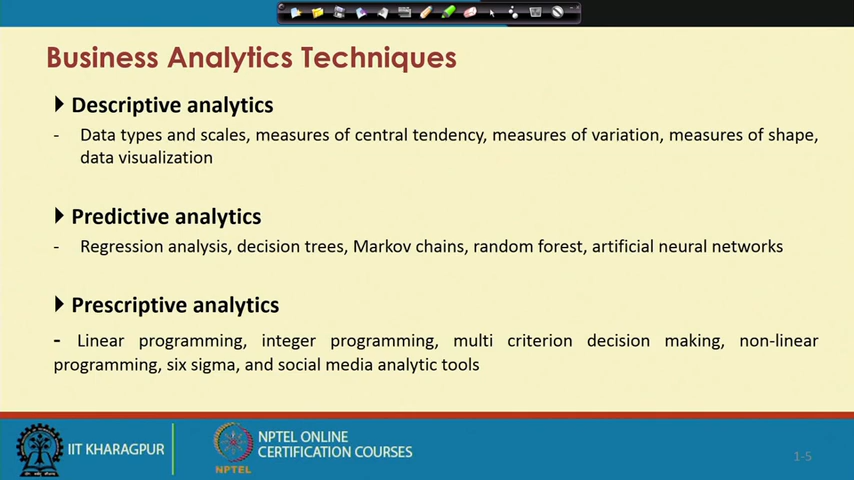 Business Analytics Techniques
Descriptive analytics
- Data types and scales, measures of central tendency, measures of variation, measures of shape,
data visualization
Predictive analytics
- Regression analysis, decision trees, Markov chains, random forest, artificial neural networks
Prescriptive analytics
- Linear programming, integer programming, multi criterion decision making, non-linear
programming, six sigma, and social media analytic tools
IIT KHARAGPUR
NPTEL
NPTEL ONLINE
CERTIFICATION COURSES
1-5